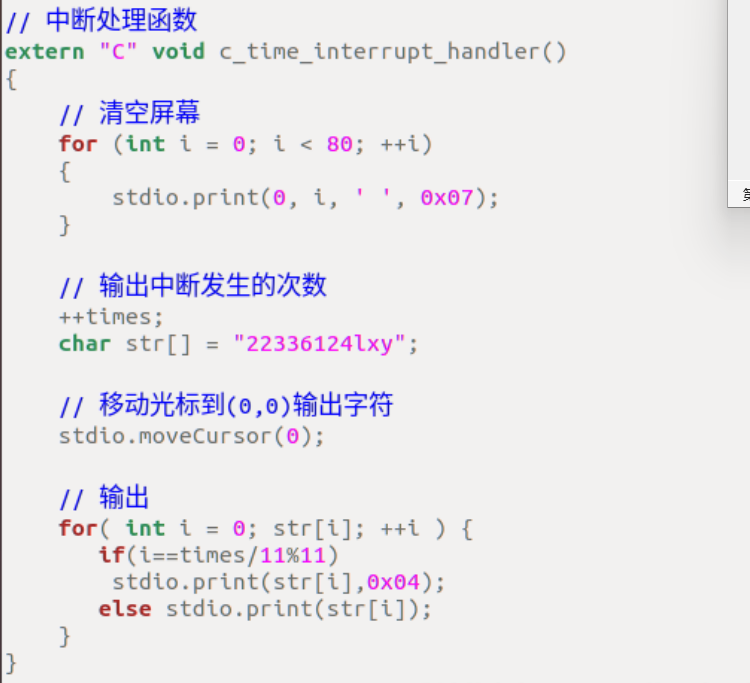 // 中断处理函数
extern "C" void c_time_interrupt_handler()
{
    // 清空屏幕
    for (int i = 0; i < 80; ++i)
    {
        stdio.print(0, i, ' ', 0x07);
    }

    // 输出中断发生的次数
    ++times;
    char str[] = "22336124lxy";

    // 移动光标到(0,0)输出字符
    stdio.moveCursor(0);

    // 输出
    for( int i = 0; str[i]; ++i ) {
       if(i==times/11%11)
        stdio.print(str[i],0x04);
       else stdio.print(str[i]);
    }
}